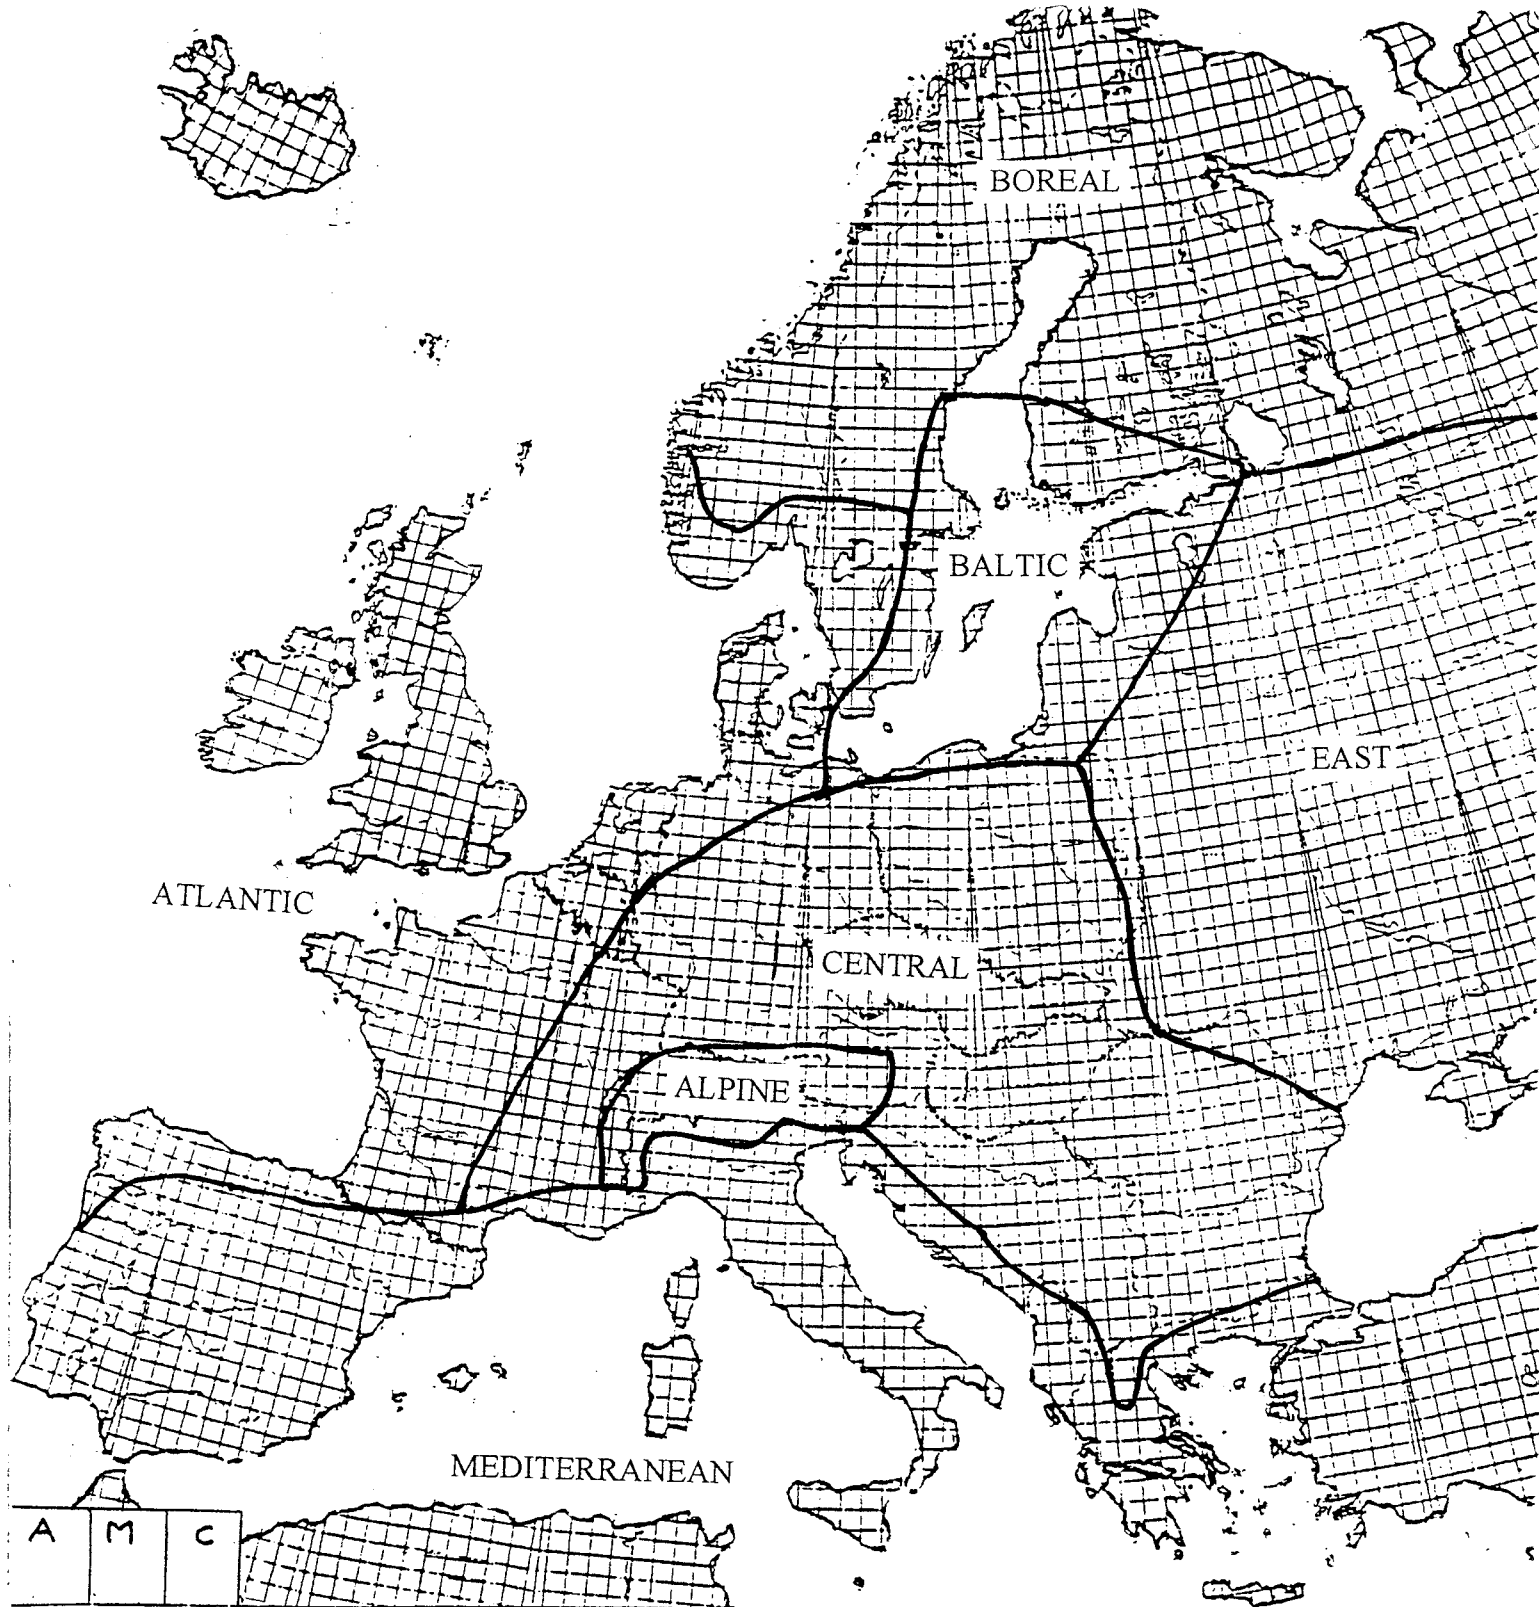 BOREAL
BALTIC
EAST
ATLANTIC
CENTRAL
ALPINE
MEDITERRANEAN
A M C